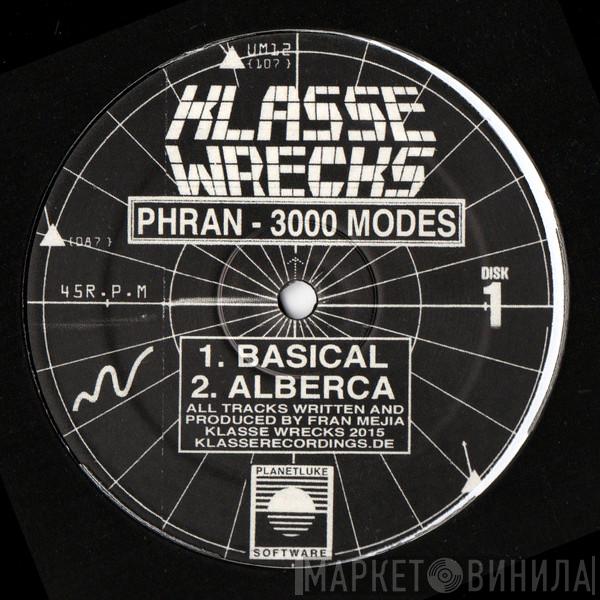 UM12
{107}
KLASSE
WRECKS
PHRAN - 3000 MODES
{087}
45R.P.M
DISK
1
1. BASICAL
2. ALBERCA
ALL TRACKS WRITTEN AND
PRODUCED BY FRAN MEJIA
KLASSE WRECKS 2015
KLASSERECORDINGS.DE
PLANETLUKE
SOFTWARE
МАРКЕТ ВИНИЛА